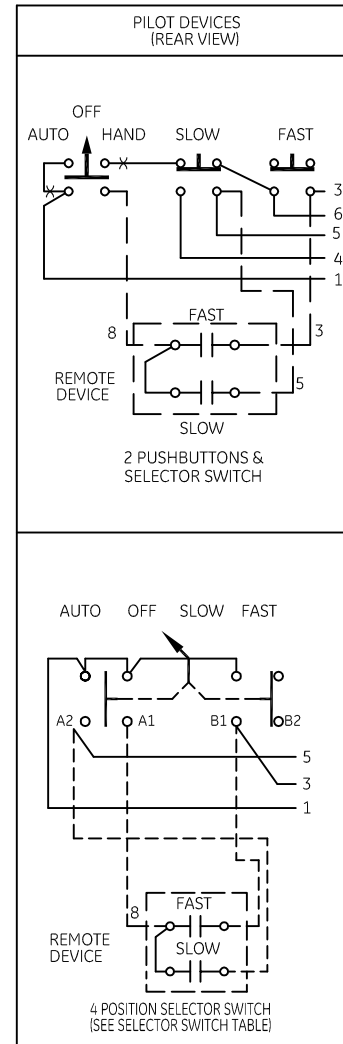 PILOT DEVICES
(REAR VIEW)
OFF
AUTO HAND SLOW FAST
3
6
5
4
1
FAST
8 3
REMOTE
DEVICE
5
SLOW
2 PUSHBUTTONS &
SELECTOR SWITCH
AUTO OFF SLOW FAST
A2 A1 B1 B2
5
3
1
8 FAST
REMOTE
DEVICE
SLOW
4 POSITION SELECTOR SWITCH
(SEE SELECTOR SWITCH TABLE)